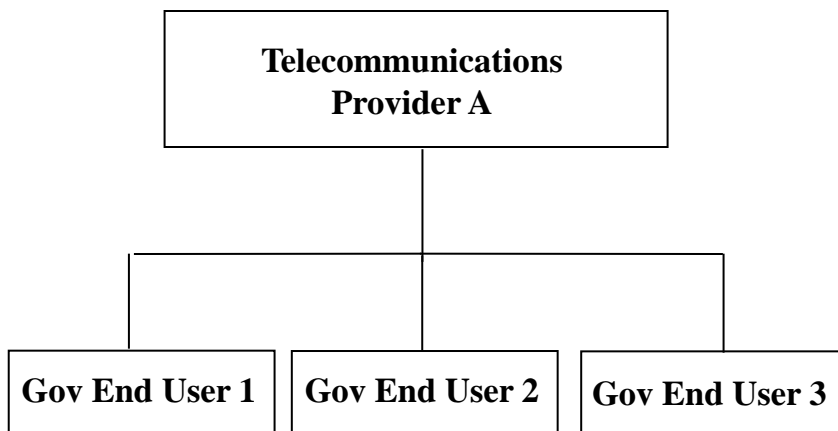 Telecommunications
Provider A
Gov End User 1
Gov End User 2
Gov End User 3